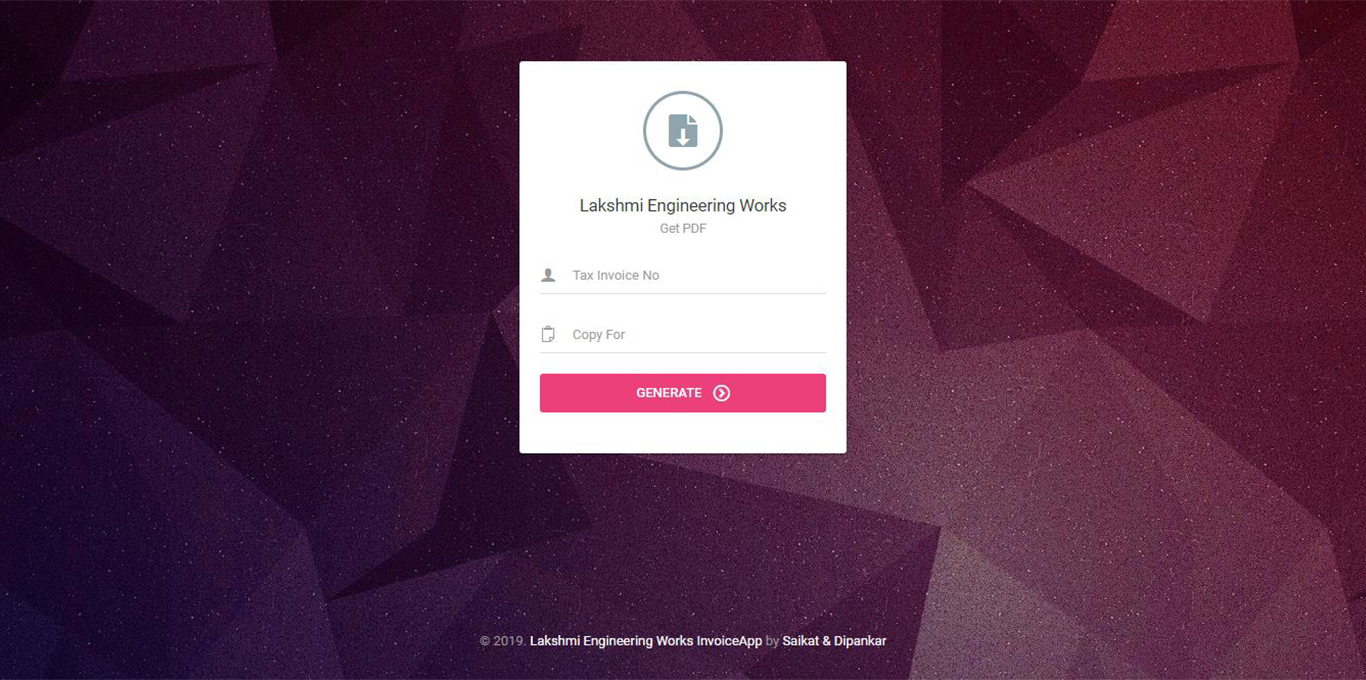 Lakshmi Engineering Works
Get PDF
Tax Invoice No
Copy For
GENERATE
© 2019. Lakshmi Engineering Works InvoiceApp by Saikat & Dipankar